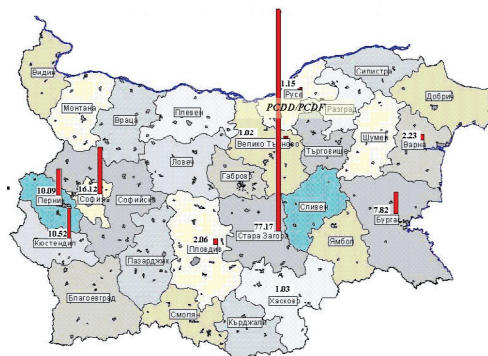 Видин
Монтана
Враца
Плевен
1.15
Русе
PCDD/PCDF
Разград
Силистра
Добрич
Шумен
2.23
Варна
1.02
Велико Търново
Търговище
Ловеч
Габрово
10.09
Перник
16.12
София
Софийска
Сливен
7.82
Бургас
10.52
Кюстендил
77.17
Стара Загора
2.06
Пловдив
Ямбол
Пазарджик
1.03
Хасково
Благоевград
Смолян
Кърджали